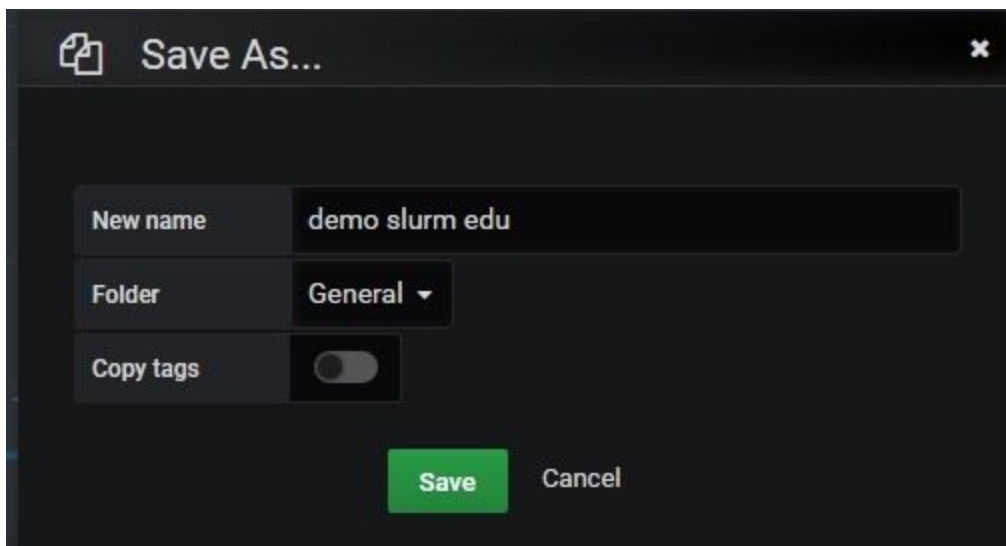 Save As...
New name demo slurm edu
Folder General
Copy tags
Save Cancel